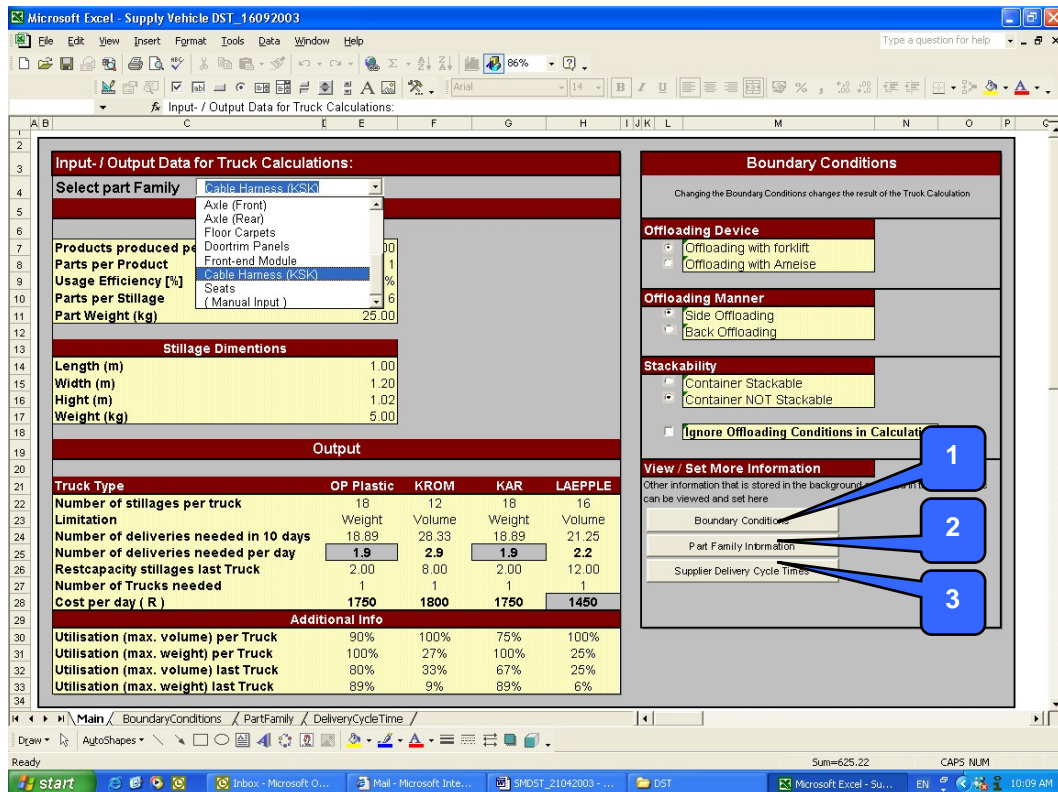 Microsoft Excel - Supply Vehicle DST_16092003
File Edit View Insert Format Tools Data Window Help
Type a question for help
86%
Arial 14
Input- / Output Data for Truck Calculations:
A B C D E F G H I J K L M N O P
Input- / Output Data for Truck Calculations:
Select part Family Cable Harness (KSK)
Axle (Front)
Axle (Rear)
Floor Carpets
Doortrim Panels
Front-end Module
Cable Harness (KSK)
Seats
( Manual Input )
Products produced pe 00
Parts per Product 1
Usage Efficiency [%] %
Parts per Stillage 6
Part Weight (kg) 25.00
Stillage Dimentions
Length (m) 1.00
Width (m) 1.20
Hight (m) 1.02
Weight (kg) 5.00
Output
Truck Type OP Plastic KROM KAR LAEPPLE
Number of stillages per truck 18 12 18 16
Limitation Weight Volume Weight Volume
Number of deliveries needed in 10 days 18.89 28.33 18.89 21.25
Number of deliveries needed per day 1.9 2.9 1.9 2.2
Restcapacity stillages last Truck 2.00 8.00 2.00 12.00
Number of Trucks needed 1 1 1 1
Cost per day ( R ) 1750 1800 1750 1450
Additional Info
Utilisation (max. volume) per Truck 90% 100% 75% 100%
Utilisation (max. weight) per Truck 100% 27% 100% 25%
Utilisation (max. volume) last Truck 80% 33% 67% 25%
Utilisation (max. weight) last Truck 89% 9% 89% 6%
Boundary Conditions
Changing the Boundary Conditions changes the result of the Truck Calculation
Offloading Device
Offloading with forklift
Offloading with Ameise
Offloading Manner
Side Offloading
Back Offloading
Stackability
Container Stackable
Container NOT Stackable
Ignore Offloading Conditions in Calculati
View / Set More Information
Other information that is stored in the background
can be viewed and set here
Boundary Conditions
Part Family Information
Supplier Delivery Cycle Times
1
2
3
Main BoundaryConditions PartFamily DeliveryCycleTime
Draw AutoShapes
Ready Sum=625.22 CAPS NUM
start Inbox - Microsoft O... Mail - Microsoft Inte... SMDST_21042003 - ... DST Microsoft Excel - Su... EN 10:09 AM